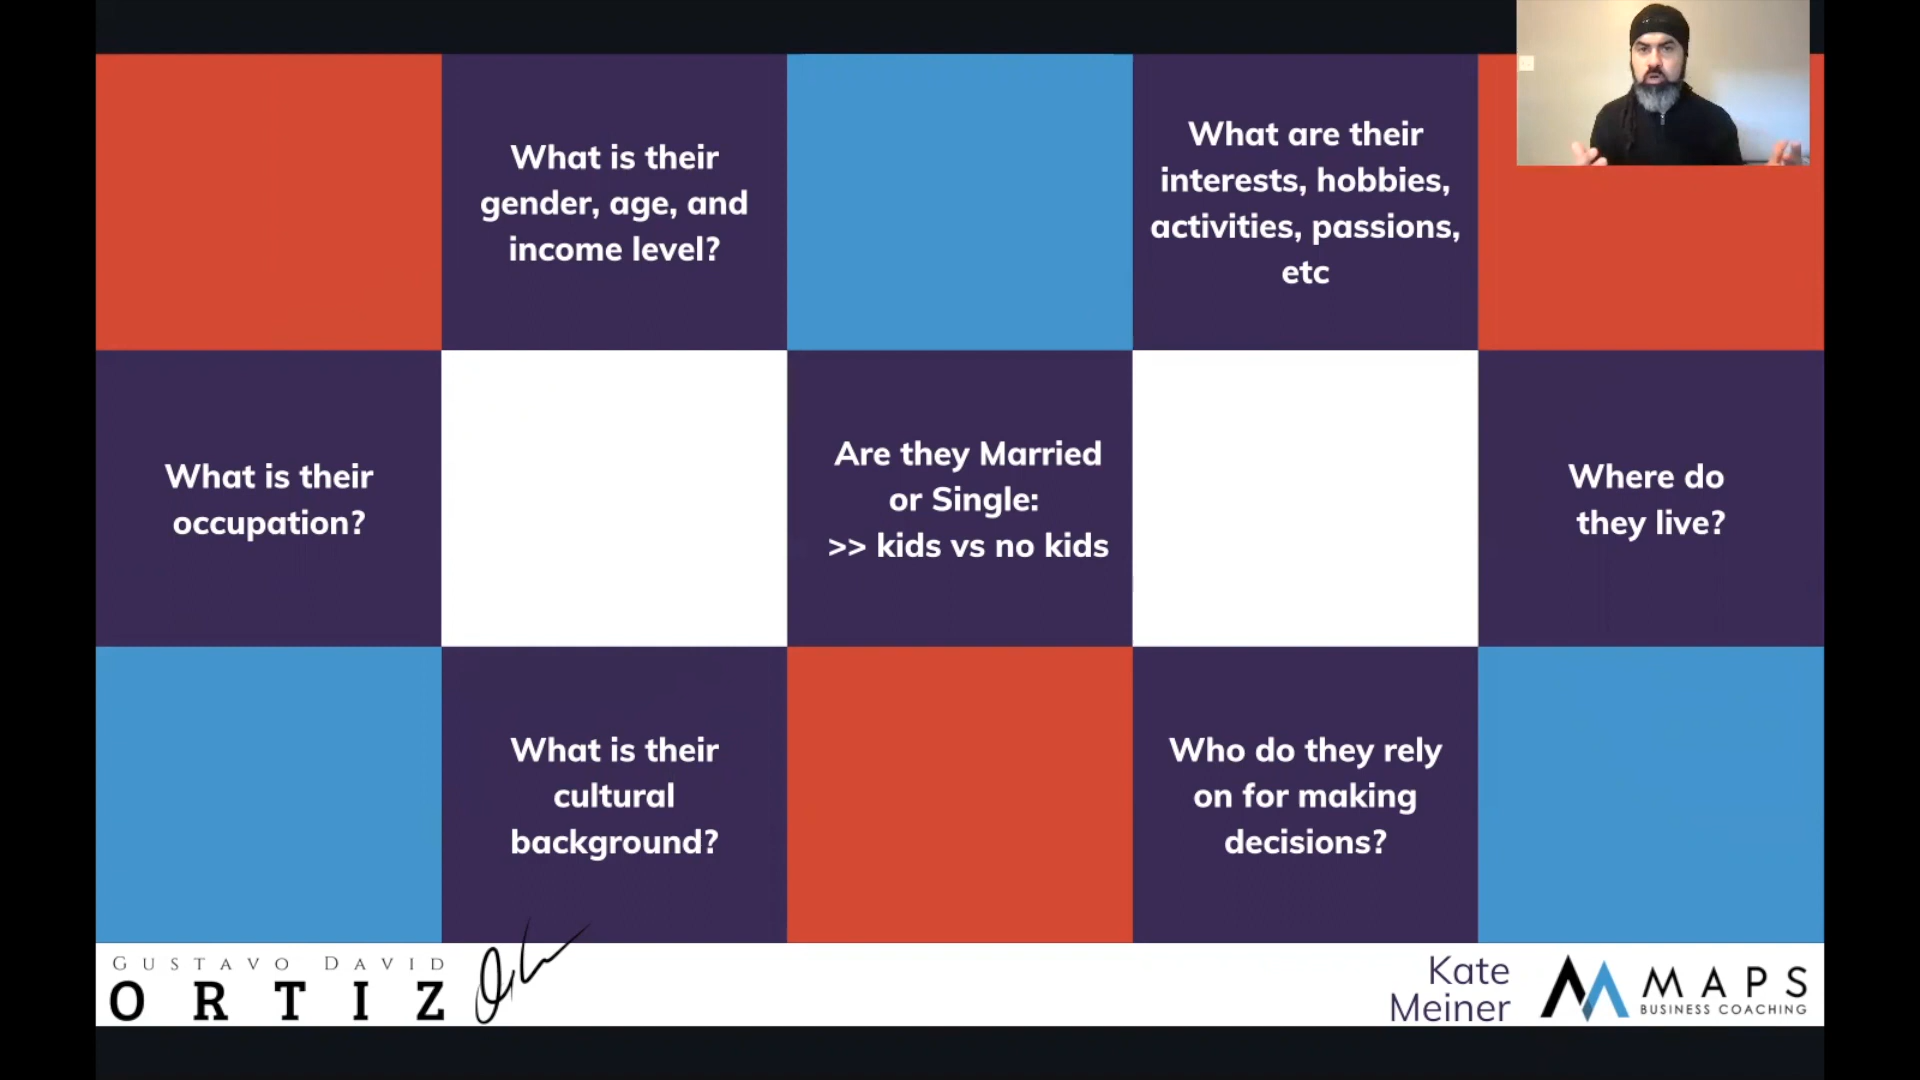 What is their
gender, age, and
income level?
What are their
interests, hobbies,
activities, passions,
etc
What is their
occupation?
Are they Married
or Single:
>> kids vs no kids
Where do
they live?
What is their
cultural
background?
Who do they rely
on for making
decisions?
GUSTAVO DAVID
ORTIZ
Kate
Meiner
MAPS
BUSINESS COACHING